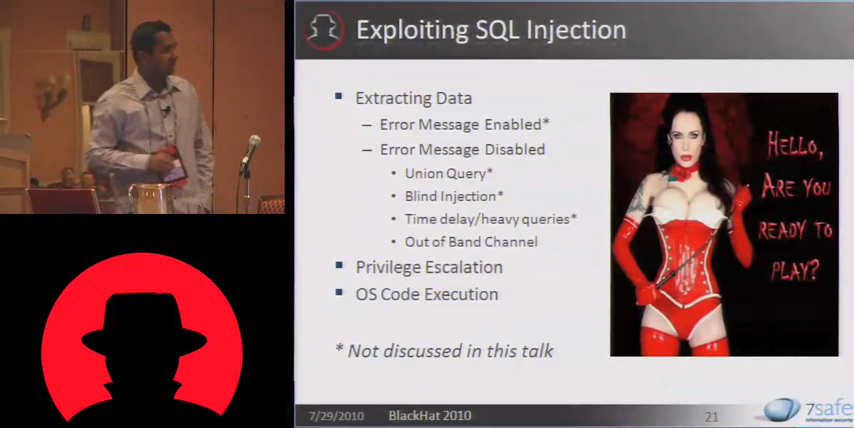 Exploiting SQL Injection
▪ Extracting Data
– Error Message Enabled*
– Error Message Disabled
• Union Query*
• Blind Injection*
• Time delay/heavy queries*
• Out of Band Channel
▪ Privilege Escalation
▪ OS Code Execution
* Not discussed in this talk
HELLO,
ARE YOU
READY TO
PLAY?
7/29/2010 BlackHat 2010 21
7safe
information security